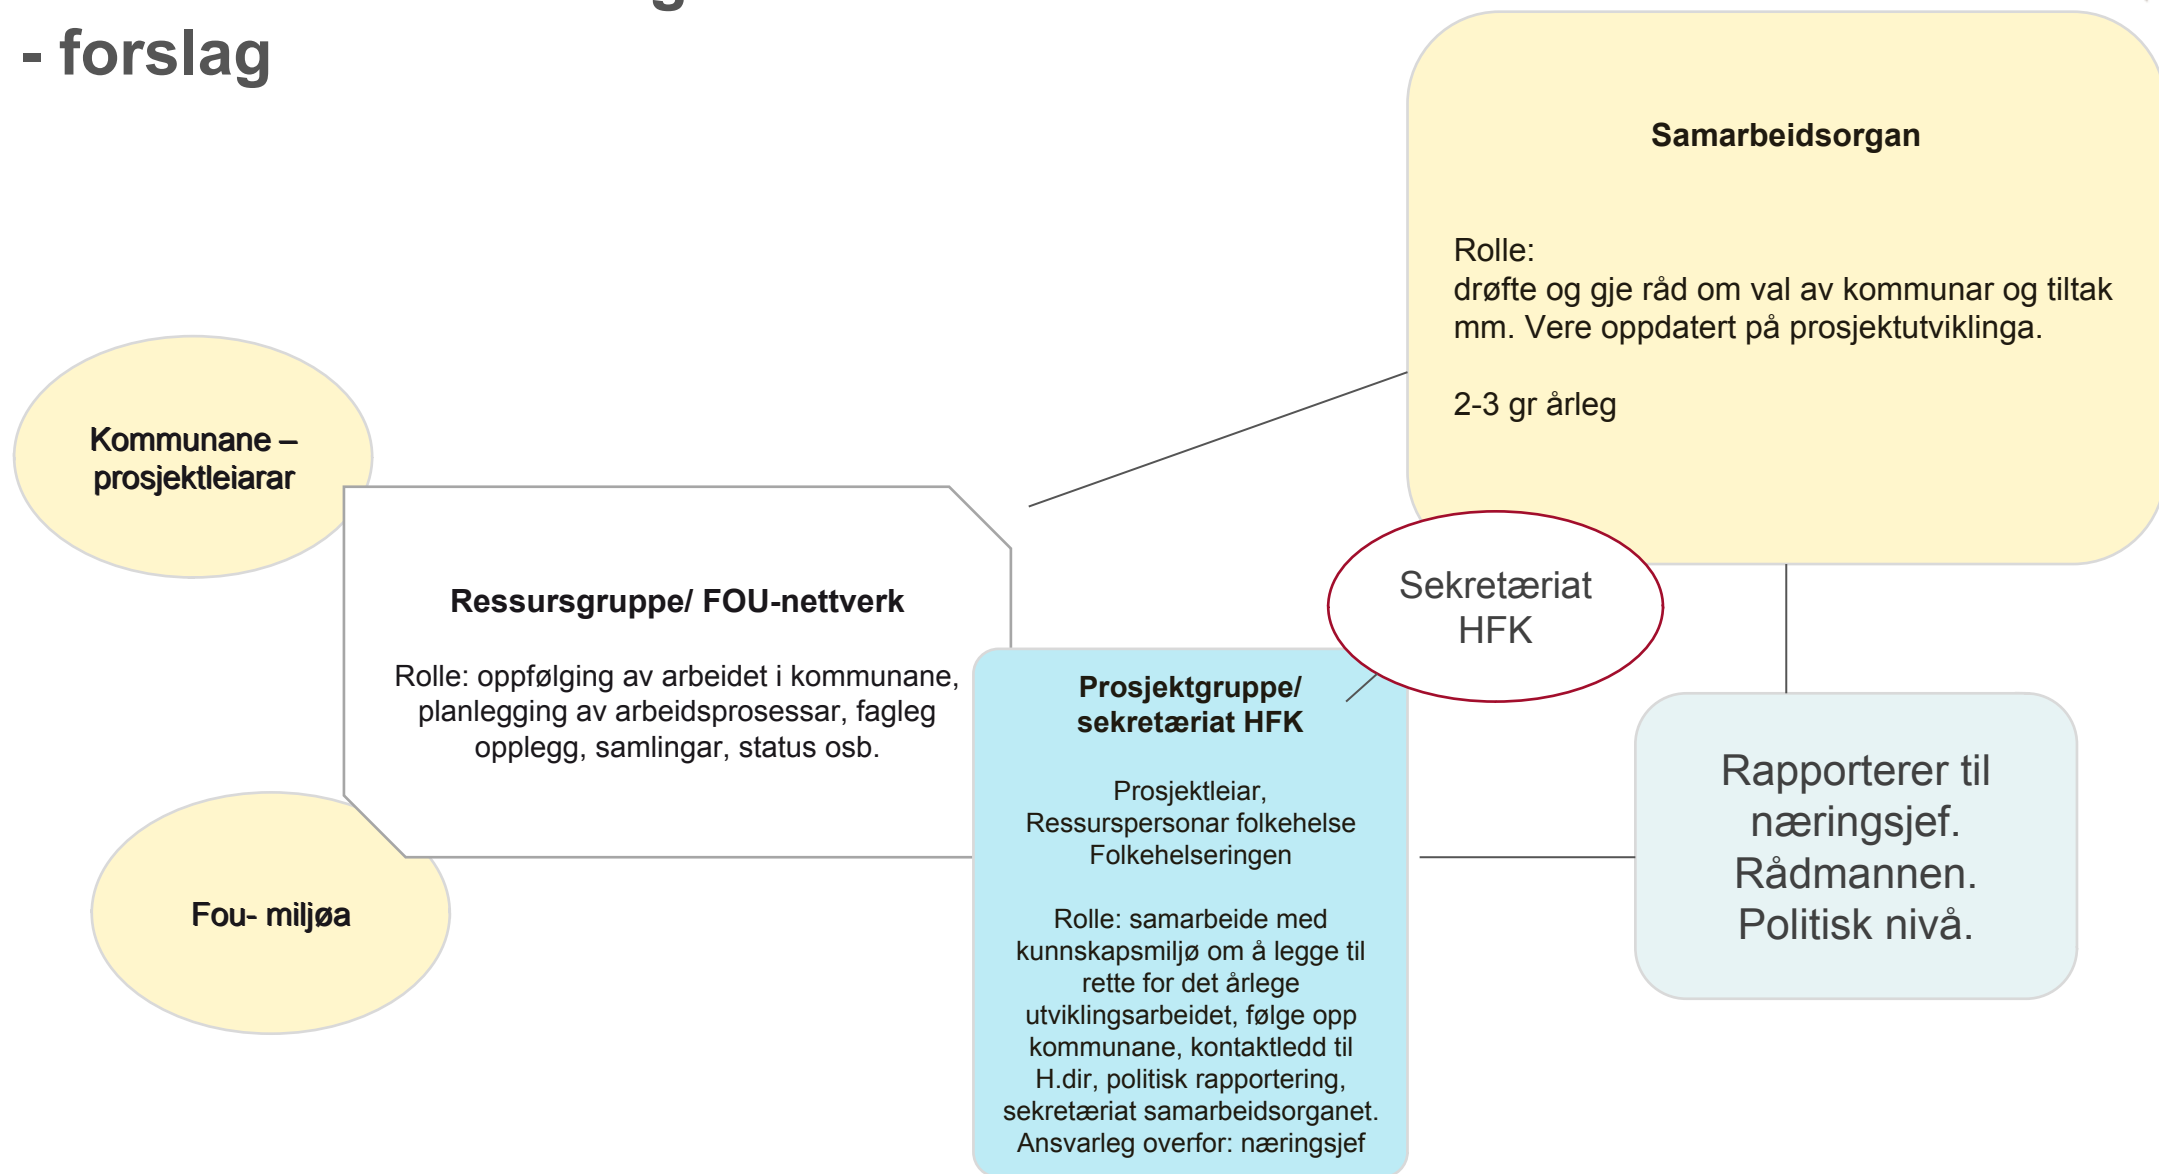 - forslag
Samarbeidsorgan
Rolle:
drøfte og gje råd om val av kommunar og tiltak
mm. Vere oppdatert på prosjektutviklinga.
2-3 gr årleg
Kommunane –
prosjektleiarar
Ressursgruppe/ FOU-nettverk
Rolle: oppfølging av arbeidet i kommunane,
planlegging av arbeidsprosessar, fagleg
opplegg, samlingar, status osb.
Sekretæriat
HFK
Prosjektgruppe/
sekretæriat HFK
Prosjektleiar,
Ressurspersonar folkehelse
Folkehelseringen
Rolle: samarbeide med
kunnskapsmiljø om å legge til
rette for det årlege
utviklingsarbeidet, følge opp
kommunane, kontaktledd til
H.dir, politisk rapportering,
sekretæriat samarbeidsorganet.
Ansvarleg overfor: næringsjef
Rapporterer til
næringsjef.
Rådmannen.
Politisk nivå.
Fou- miljøa